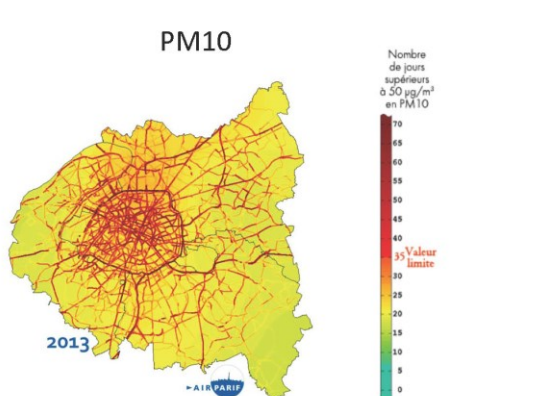 PM10
Nombre
de jours
supérieurs
à 50 µg/m³
en PM10
70
65
60
55
50
45
40
35 Valeur
limite
30
25
20
15
10
5
0
2013
AIRPARIF